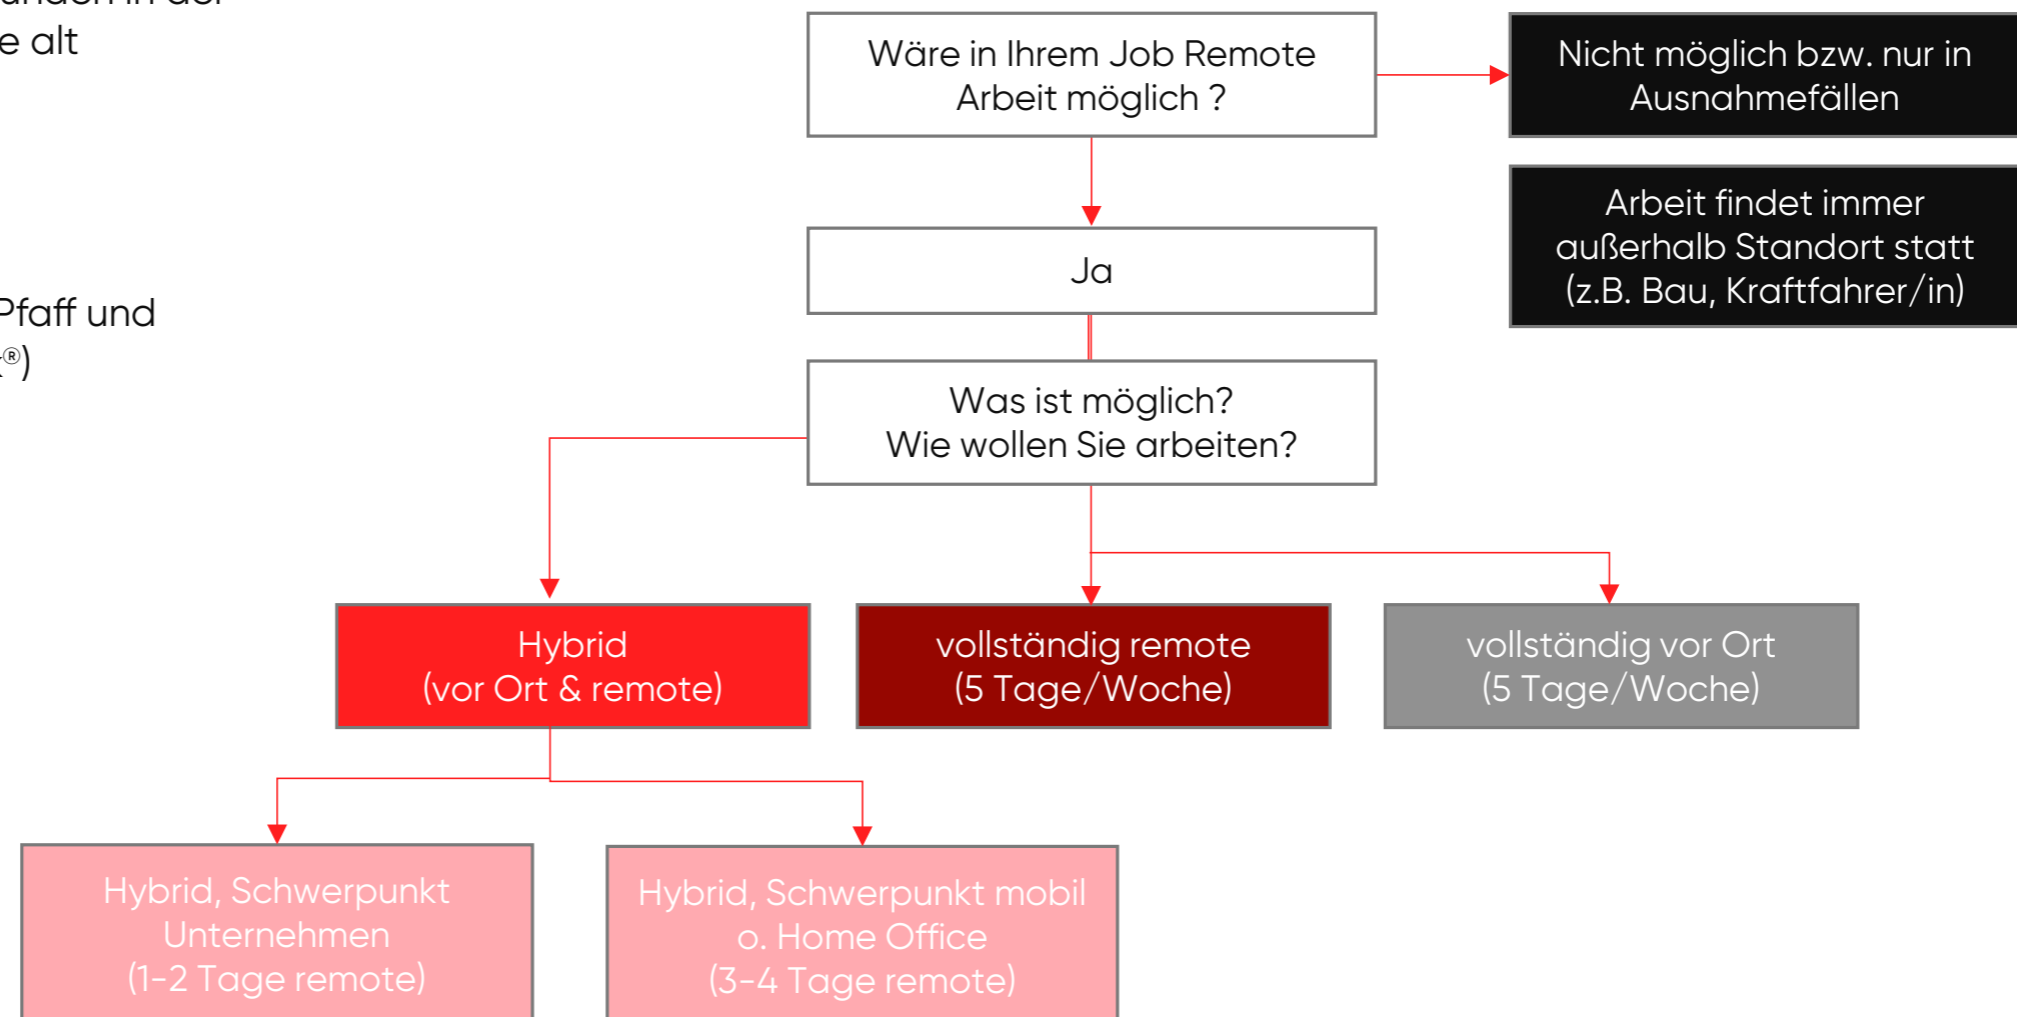 e alt
Pfaff und
®)
Wäre in Ihrem Job Remote
Arbeit möglich ?
Nicht möglich bzw. nur in
Ausnahmefällen
Arbeit findet immer
außerhalb Standort statt
(z.B. Bau, Kraftfahrer/in)
Ja
Was ist möglich?
Wie wollen Sie arbeiten?
Hybrid
(vor Ort & remote)
vollständig remote
(5 Tage/Woche)
vollständig vor Ort
(5 Tage/Woche)
Hybrid, Schwerpunkt
Unternehmen
(1-2 Tage remote)
Hybrid, Schwerpunkt mobil
o. Home Office
(3-4 Tage remote)